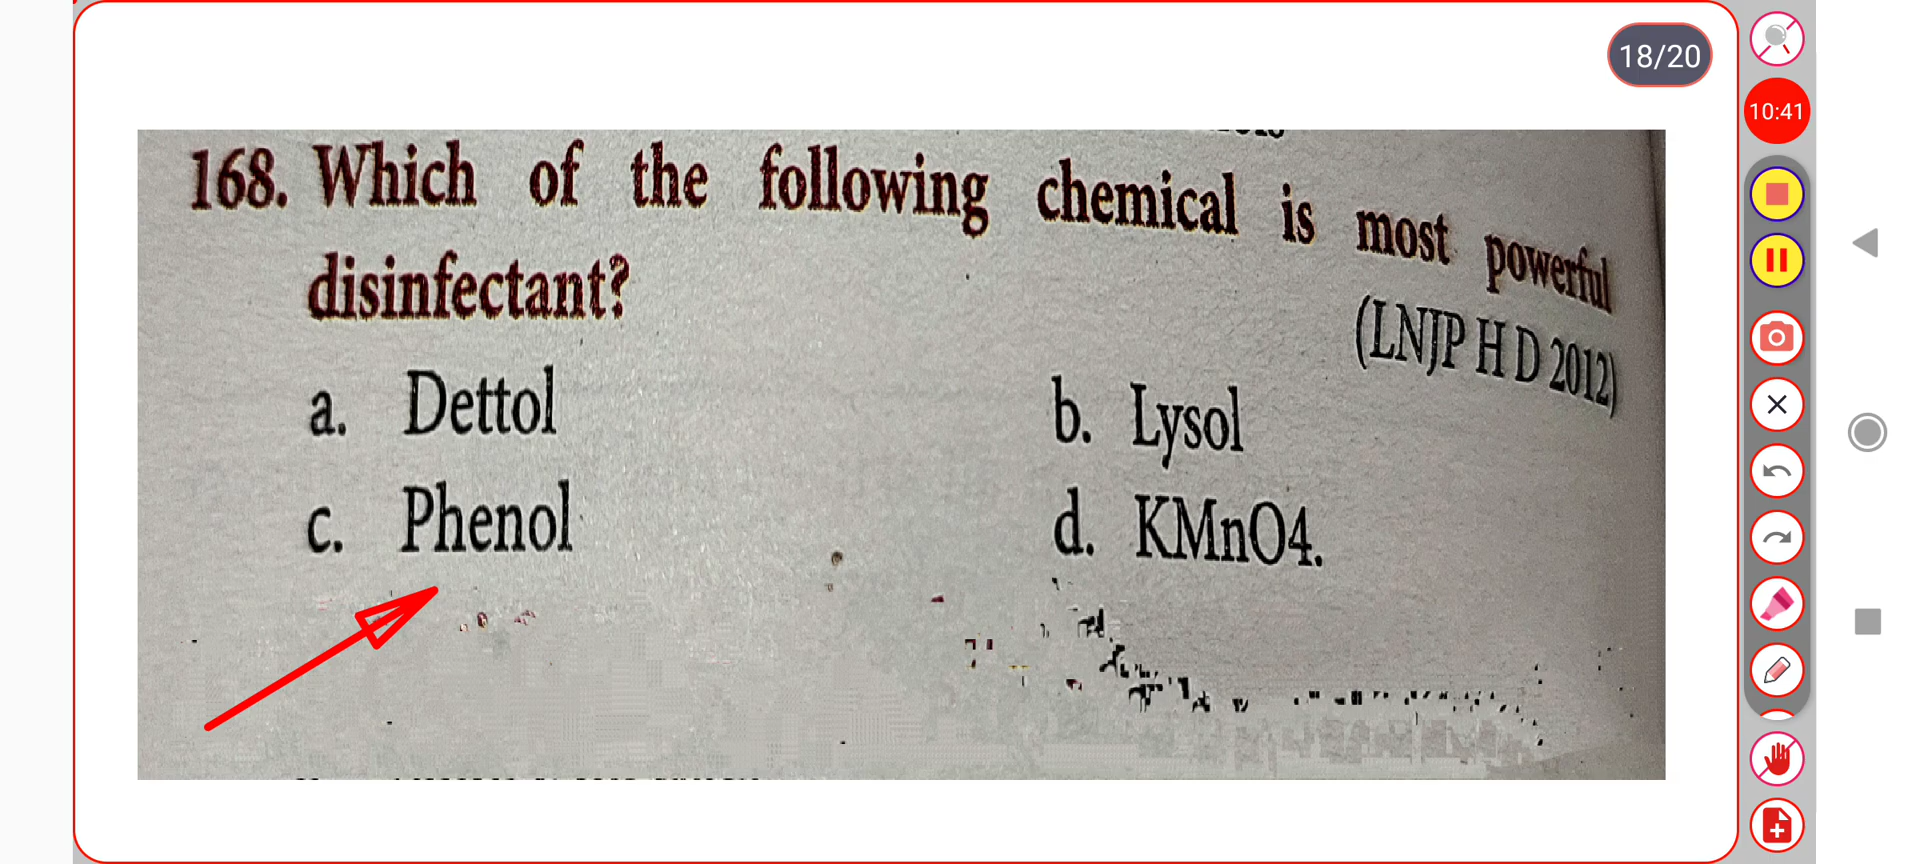 18/20
10:41
168. Which of the following chemical is most powerful
disinfectant?
(LNJP H D 2012)
a. Dettol
b. Lysol
c. Phenol
d. KMnO4.